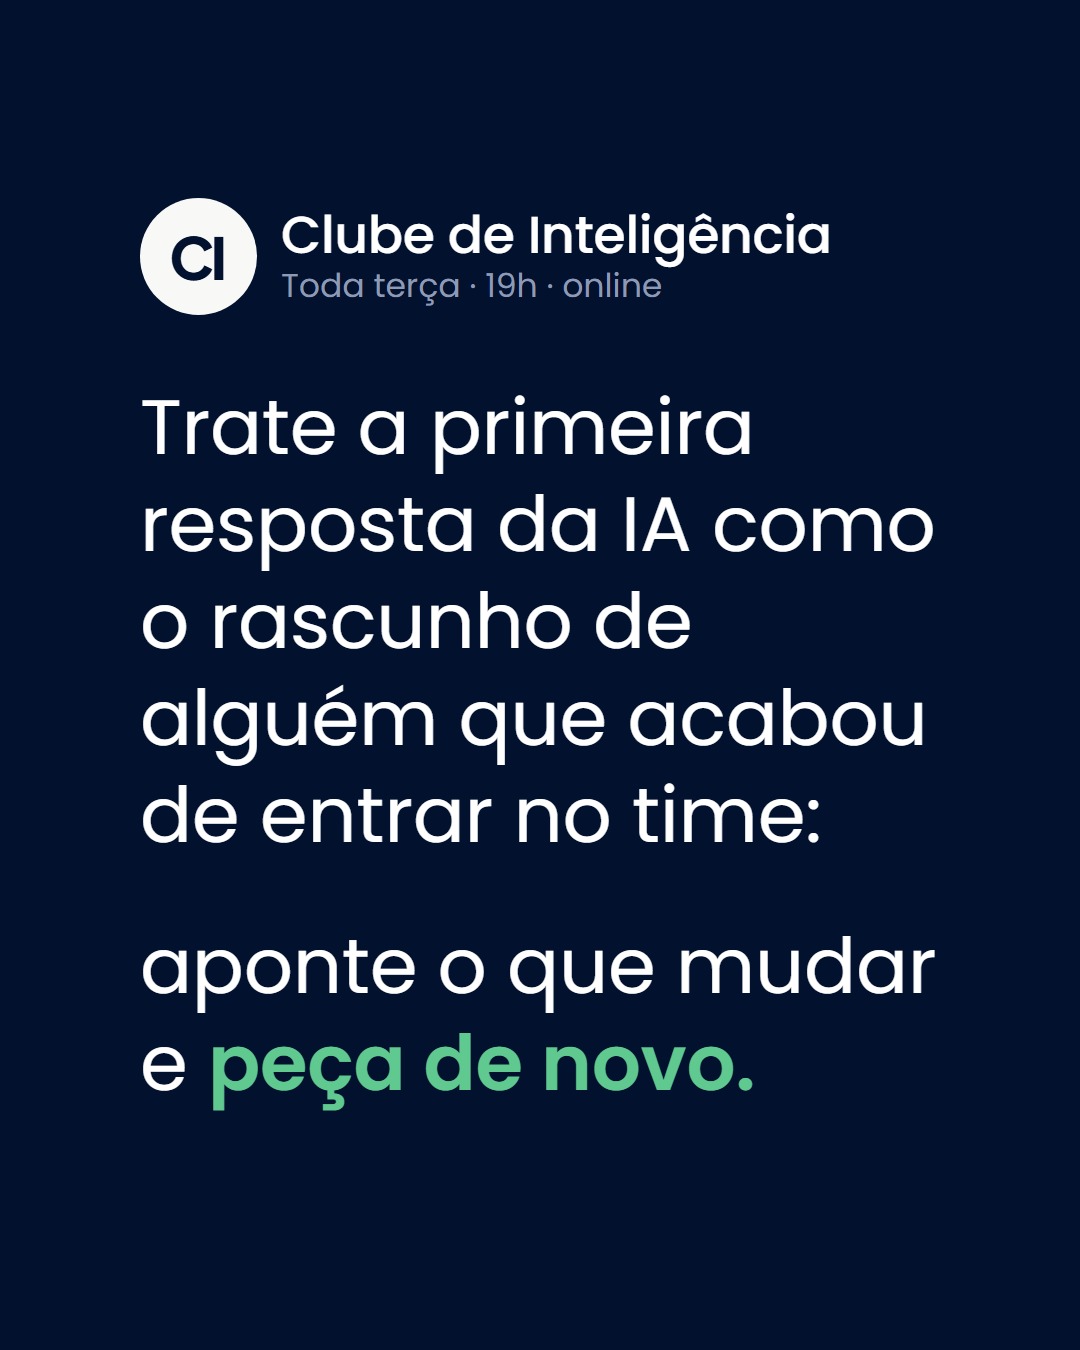 CI
Clube de Inteligência
Toda terça · 19h · online
Trate a primeira
resposta da IA como
o rascunho de
alguém que acabou
de entrar no time:
aponte o que mudar
e peça de novo.